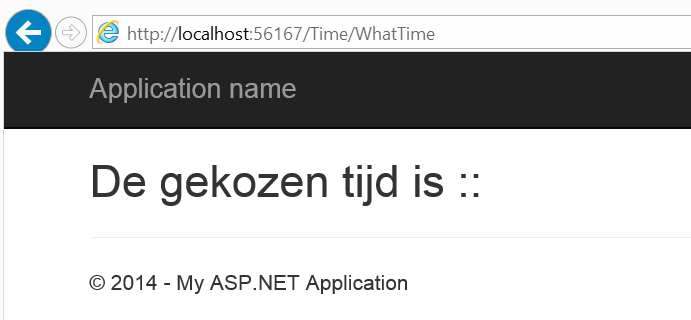 http://localhost:56167/Time/WhatTime
Application name
De gekozen tijd is ::
© 2014 - My ASP.NET Application